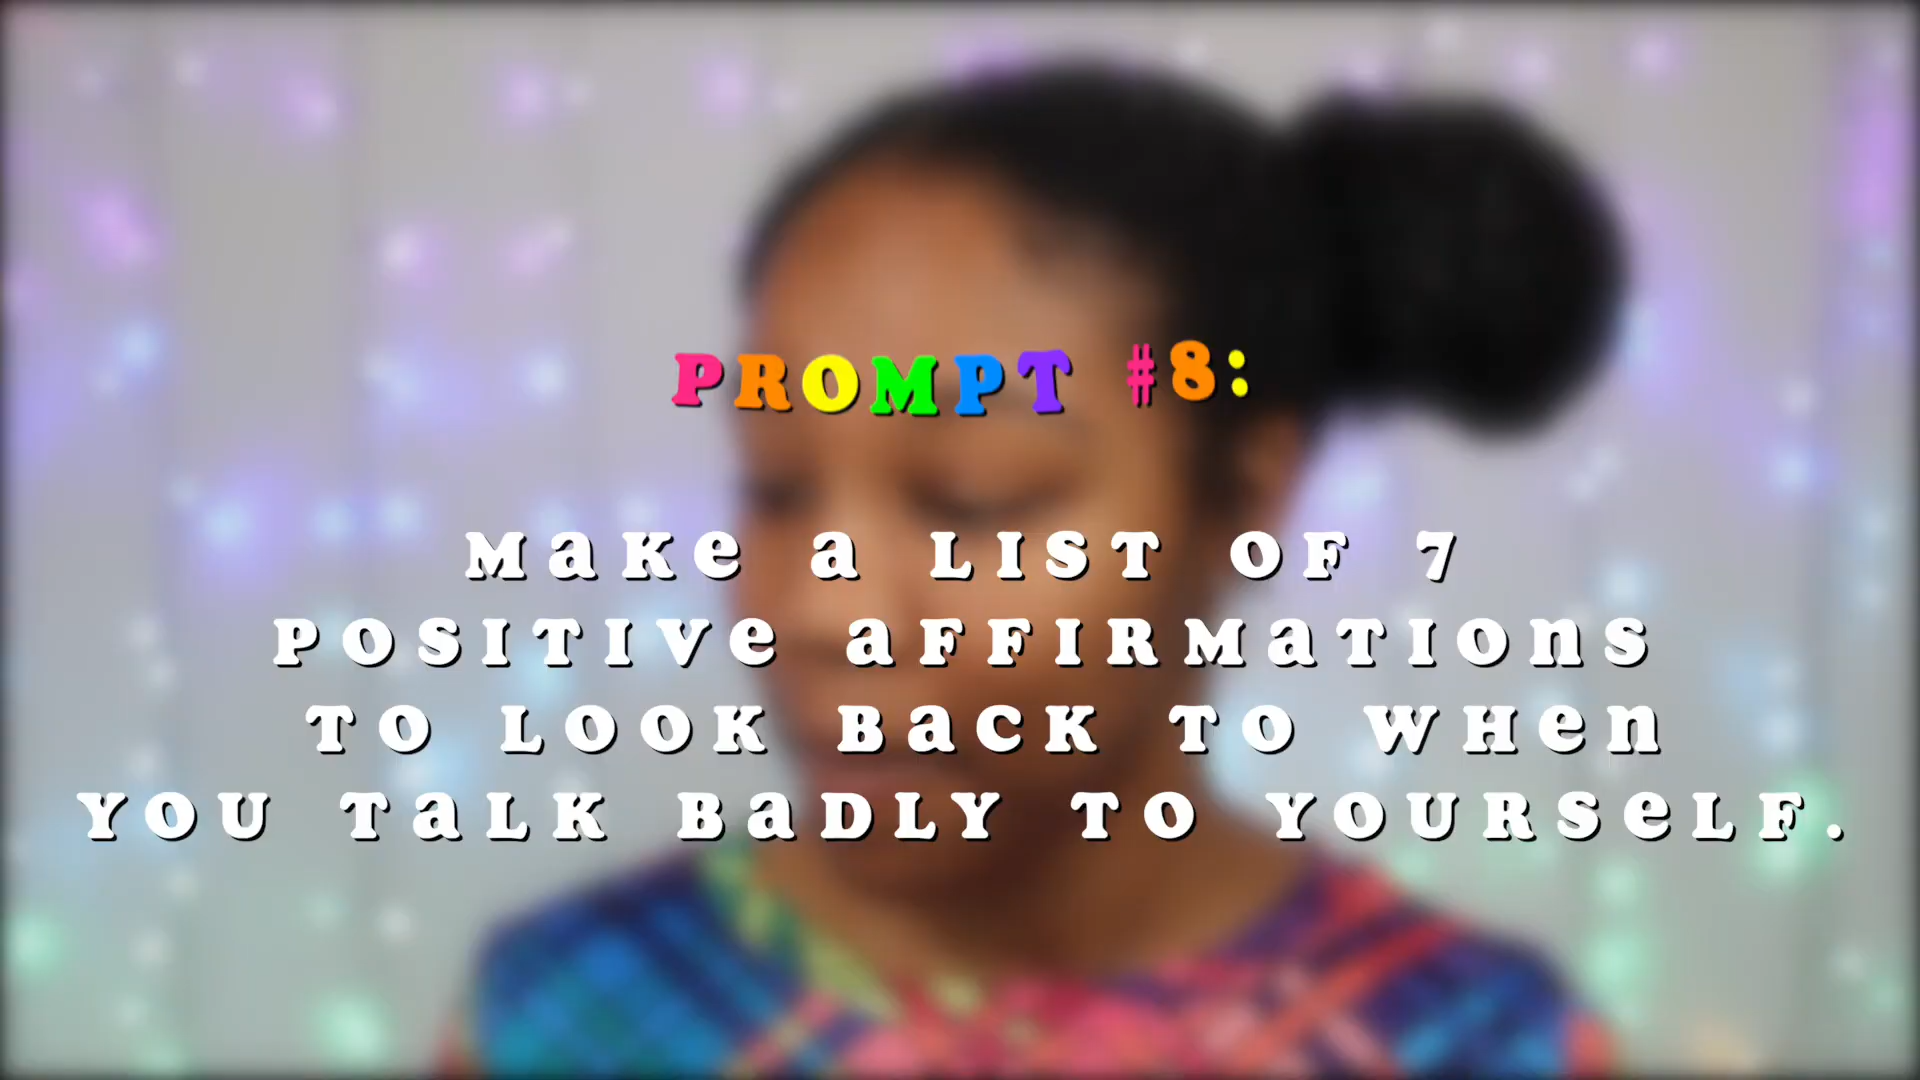 PROMPT #8:
MaKe a LIST OF 7
POSITIVe aFFIRMaTIOnS
TO LOOK BaCK TO WHen
YOU TaLK BaDLY TO YOURSeLF.